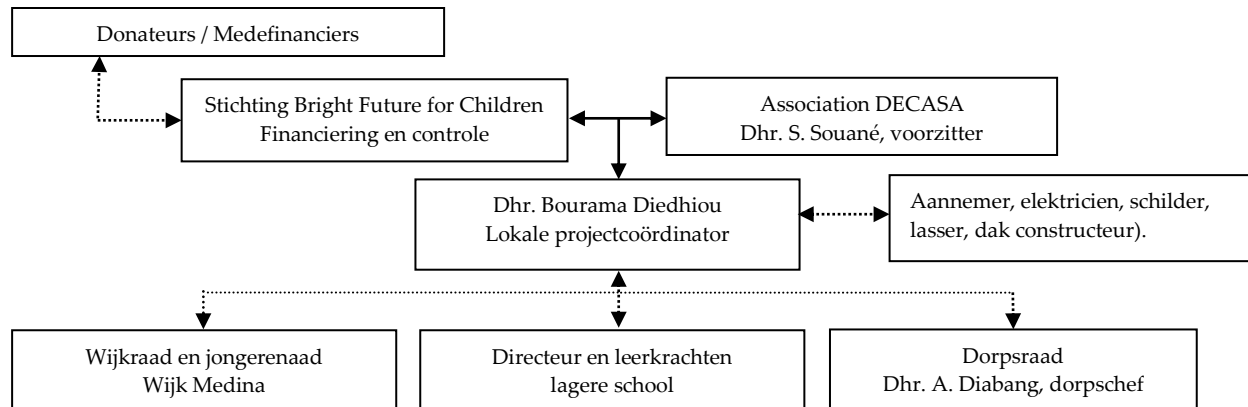 Donateurs / Medefinanciers
Stichting Bright Future for Children
Financiering en controle
Association DECASA
Dhr. S. Souané, voorzitter
Dhr. Bourama Diedhiou
Lokale projectcoördinator
Aannemer, elektricien, schilder,
lasser, dak constructeur).
Wijkraad en jongerenaad
Wijk Medina
Directeur en leerkrachten
lagere school
Dorpsraad
Dhr. A. Diabang, dorpschef